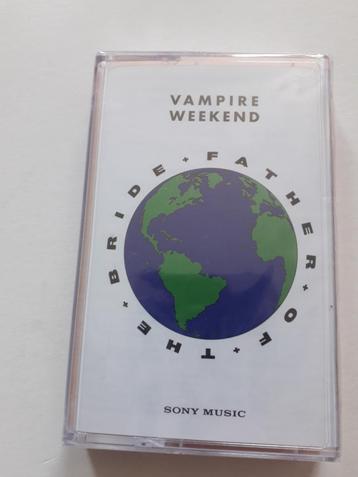 VAMPIRE
WEEKEND
FATHER + OF + THE + BRIDE +
SONY MUSIC